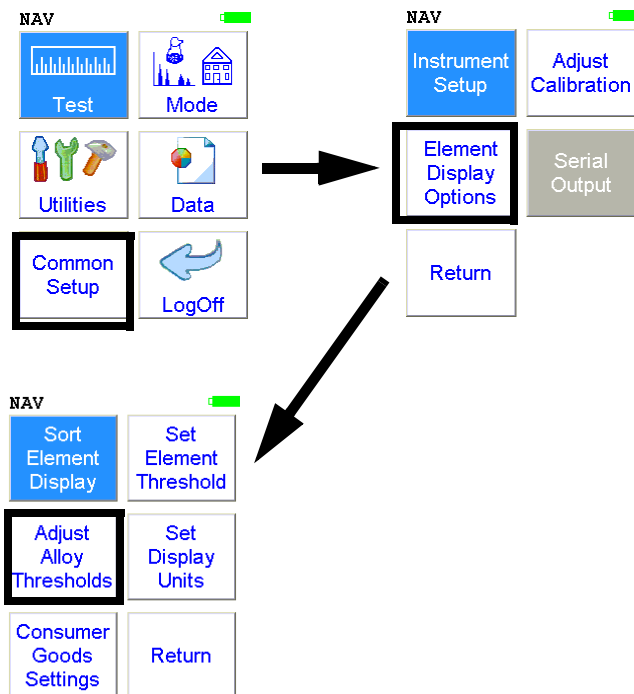 NAV
Test
Mode
Utilities
Data
Common
Setup
LogOff
NAV
Instrument
Setup
Adjust
Calibration
Element
Display
Options
Serial
Output
Return
NAV
Sort
Element
Display
Set
Element
Threshold
Adjust
Alloy
Thresholds
Set
Display
Units
Consumer
Goods
Settings
Return